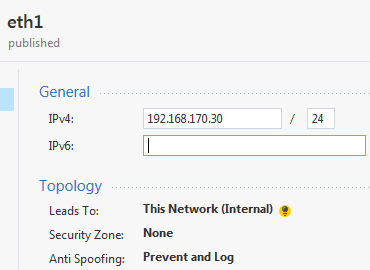 eth1
published
General
IPv4: 192.168.170.30 / 24
IPv6:
Topology
Leads To: This Network (Internal)
Security Zone: None
Anti Spoofing: Prevent and Log